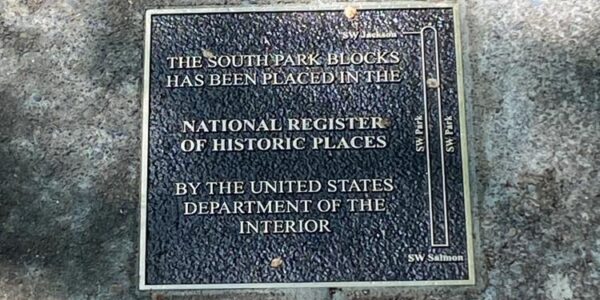 THE SOUTH PARK BLOCKS
HAS BEEN PLACED IN THE
NATIONAL REGISTER
OF HISTORIC PLACES
BY THE UNITED STATES
DEPARTMENT OF THE
INTERIOR
SW Jackson
SW Park
SW Park
SW Salmon